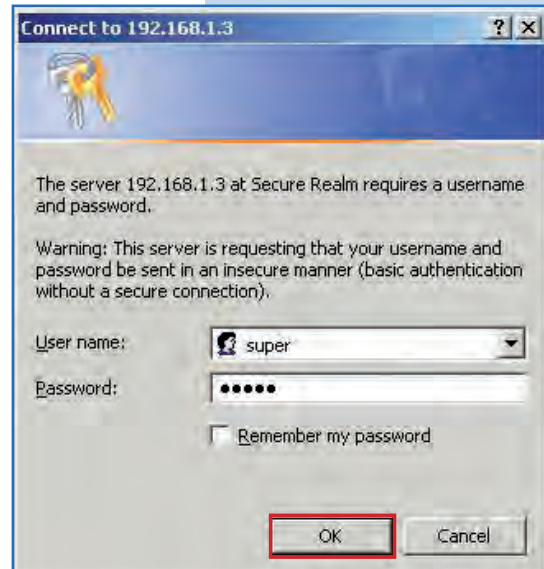 Connect to 192.168.1.3
The server 192.168.1.3 at Secure Realm requires a username
and password.
Warning: This server is requesting that your username and
password be sent in an insecure manner (basic authentication
without a secure connection).
User name:
super
Password:
•••••
Remember my password
OK
Cancel